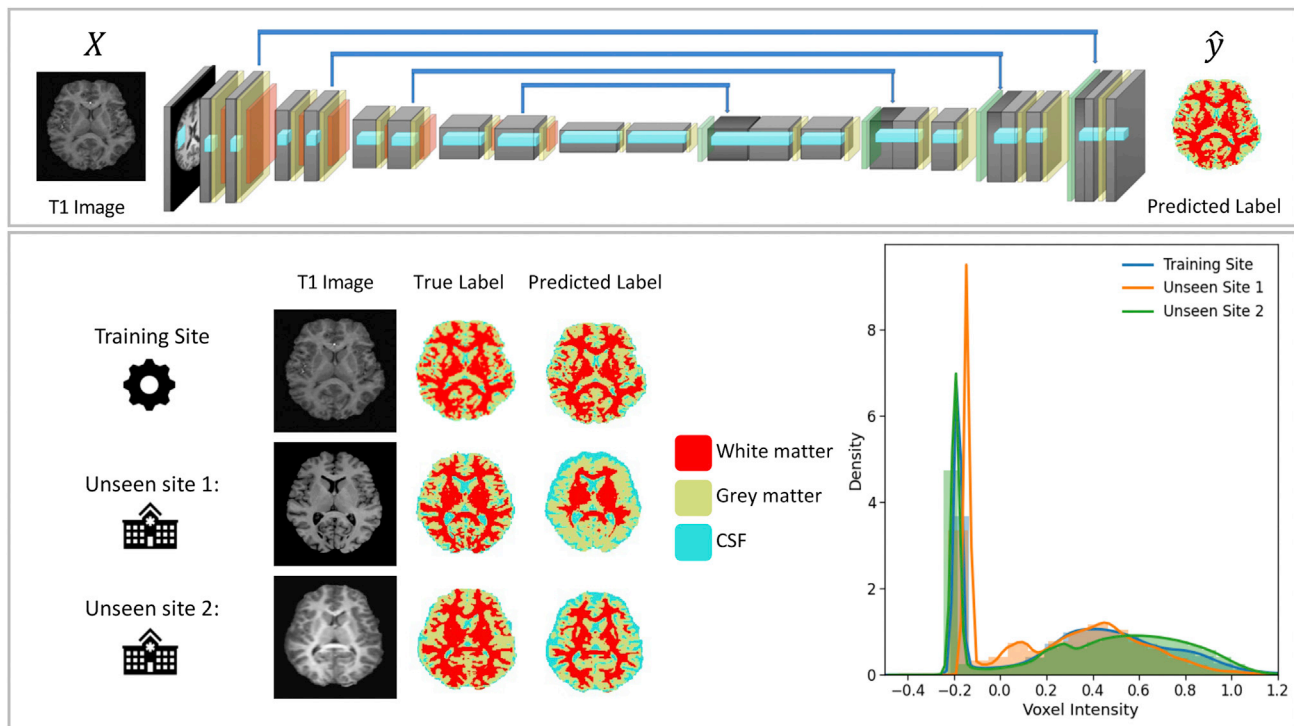 X
ŷ
T1 Image
Predicted Label
T1 Image
True Label
Predicted Label
Training Site
Unseen site 1:
Unseen site 2:
White matter
Grey matter
CSF
Training Site
Unseen Site 1
Unseen Site 2
Density
8
6
4
2
0
−0.4
−0.2
0.0
0.2
0.4
0.6
0.8
1.0
1.2
Voxel Intensity